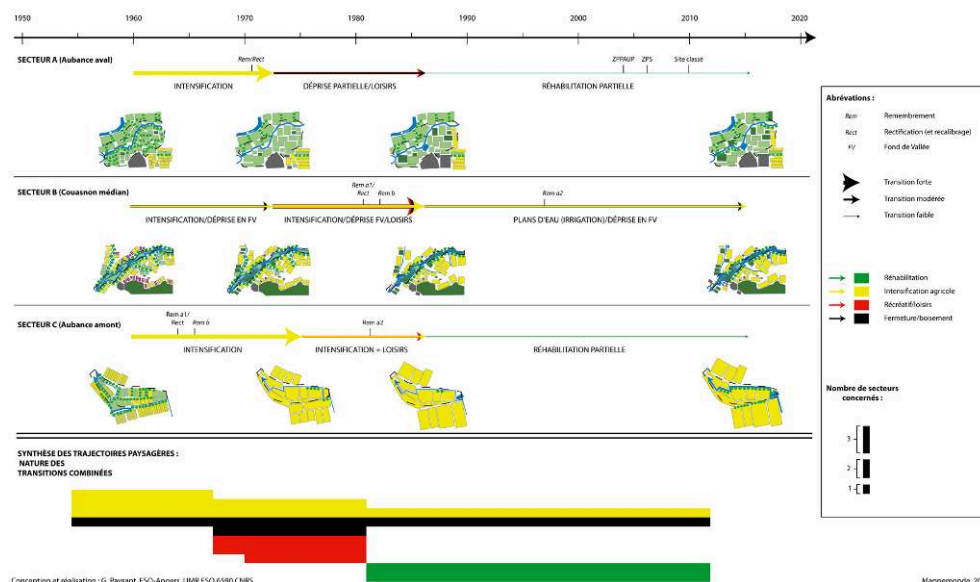 1950 1960 1970 1980 1990 2000 2010 2020
SECTEUR A (Aubance aval)
Rem/Rect
ZPPAUP ZPS Site classé
INTENSIFICATION DÉPRISE PARTIELLE/LOISIRS RÉHABILITATION PARTIELLE
SECTEUR B (Couasnon médian)
Rem a1/
Rect Rem b Rem a2
INTENSIFICATION/DÉPRISE EN FV INTENSIFICATION/DÉPRISE FV/LOISIRS PLANS D'EAU (IRRIGATION)/DÉPRISE EN FV
SECTEUR C (Aubance amont)
Rem a1/
Rect Rem b Rem a2
INTENSIFICATION INTENSIFICATION + LOISIRS RÉHABILITATION PARTIELLE
SYNTHÈSE DES TRAJECTOIRES PAYSAGÈRES :
NATURE DES
TRANSITIONS COMBINÉES
Abrévations :
Rem Remembrement
Rect Rectification (et recalibrage)
FV Fond de Vallée
Transition forte
Transition modérée
Transition faible
Réhabilitation
Intensification agricole
Récréatif/loisirs
Fermeture/boisement
Nombre de secteurs
concernés :
3
2
1
Conception et réalisation : G. Paysant, ESO-Angers, UMR ESO 6590 CNRS
Mappemonde